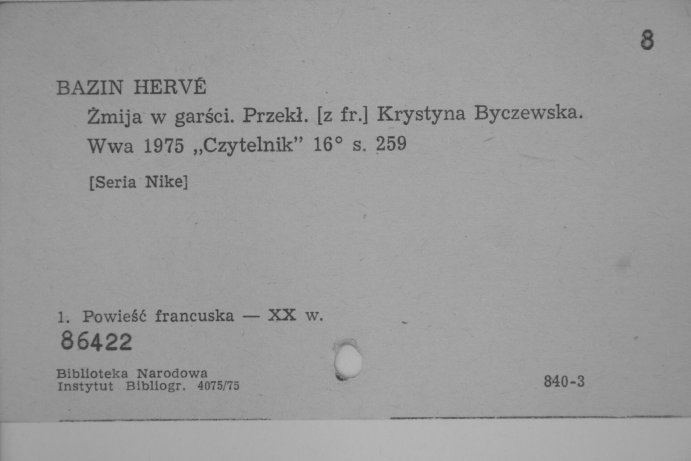 8
BAZIN HERVÉ
Żmija w garści. Przekł. [z fr.] Krystyna Byczewska.
Wwa 1975 „Czytelnik” 16° s. 259
[Seria Nike]
1. Powieść francuska — XX w.
86422
Biblioteka Narodowa
Instytut Bibliogr. 4075/75
840-3